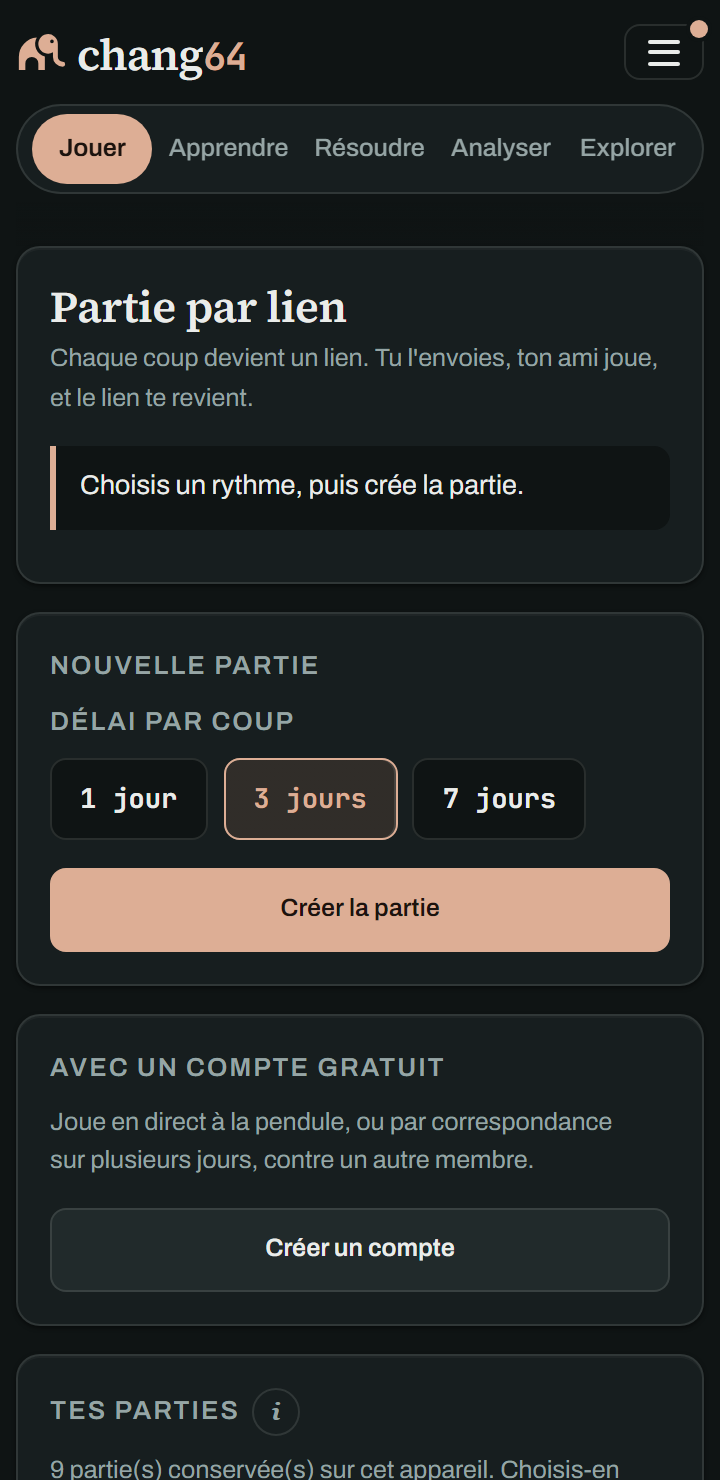 chang64
Jouer Apprendre Résoudre Analyser Explorer
Partie par lien
Chaque coup devient un lien. Tu l'envoies, ton ami joue,
et le lien te revient.
Choisis un rythme, puis crée la partie.
NOUVELLE PARTIE
DÉLAI PAR COUP
1 jour 3 jours 7 jours
Créer la partie
AVEC UN COMPTE GRATUIT
Joue en direct à la pendule, ou par correspondance
sur plusieurs jours, contre un autre membre.
Créer un compte
TES PARTIES i
9 partie(s) conservée(s) sur cet appareil. Choisis-en